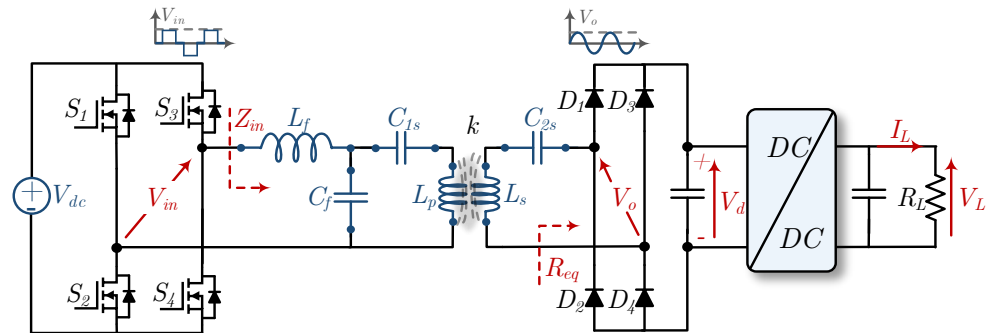 V_in
V_o
S_1
S_3
Z_in
L_f
C_1s
k
C_2s
D_1
D_3
DC
I_L
V_dc
V_in
C_f
L_p
L_s
V_o
+
V_d
-
R_L
V_L
S_2
S_4
R_eq
D_2
D_4
DC